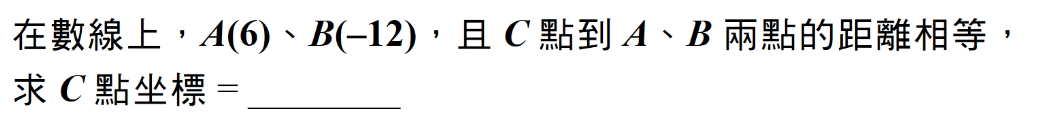 在數線上，A(6)、B(–12)，且 C 點到 A、B 兩點的距離相等，
求 C 點坐標 = __________